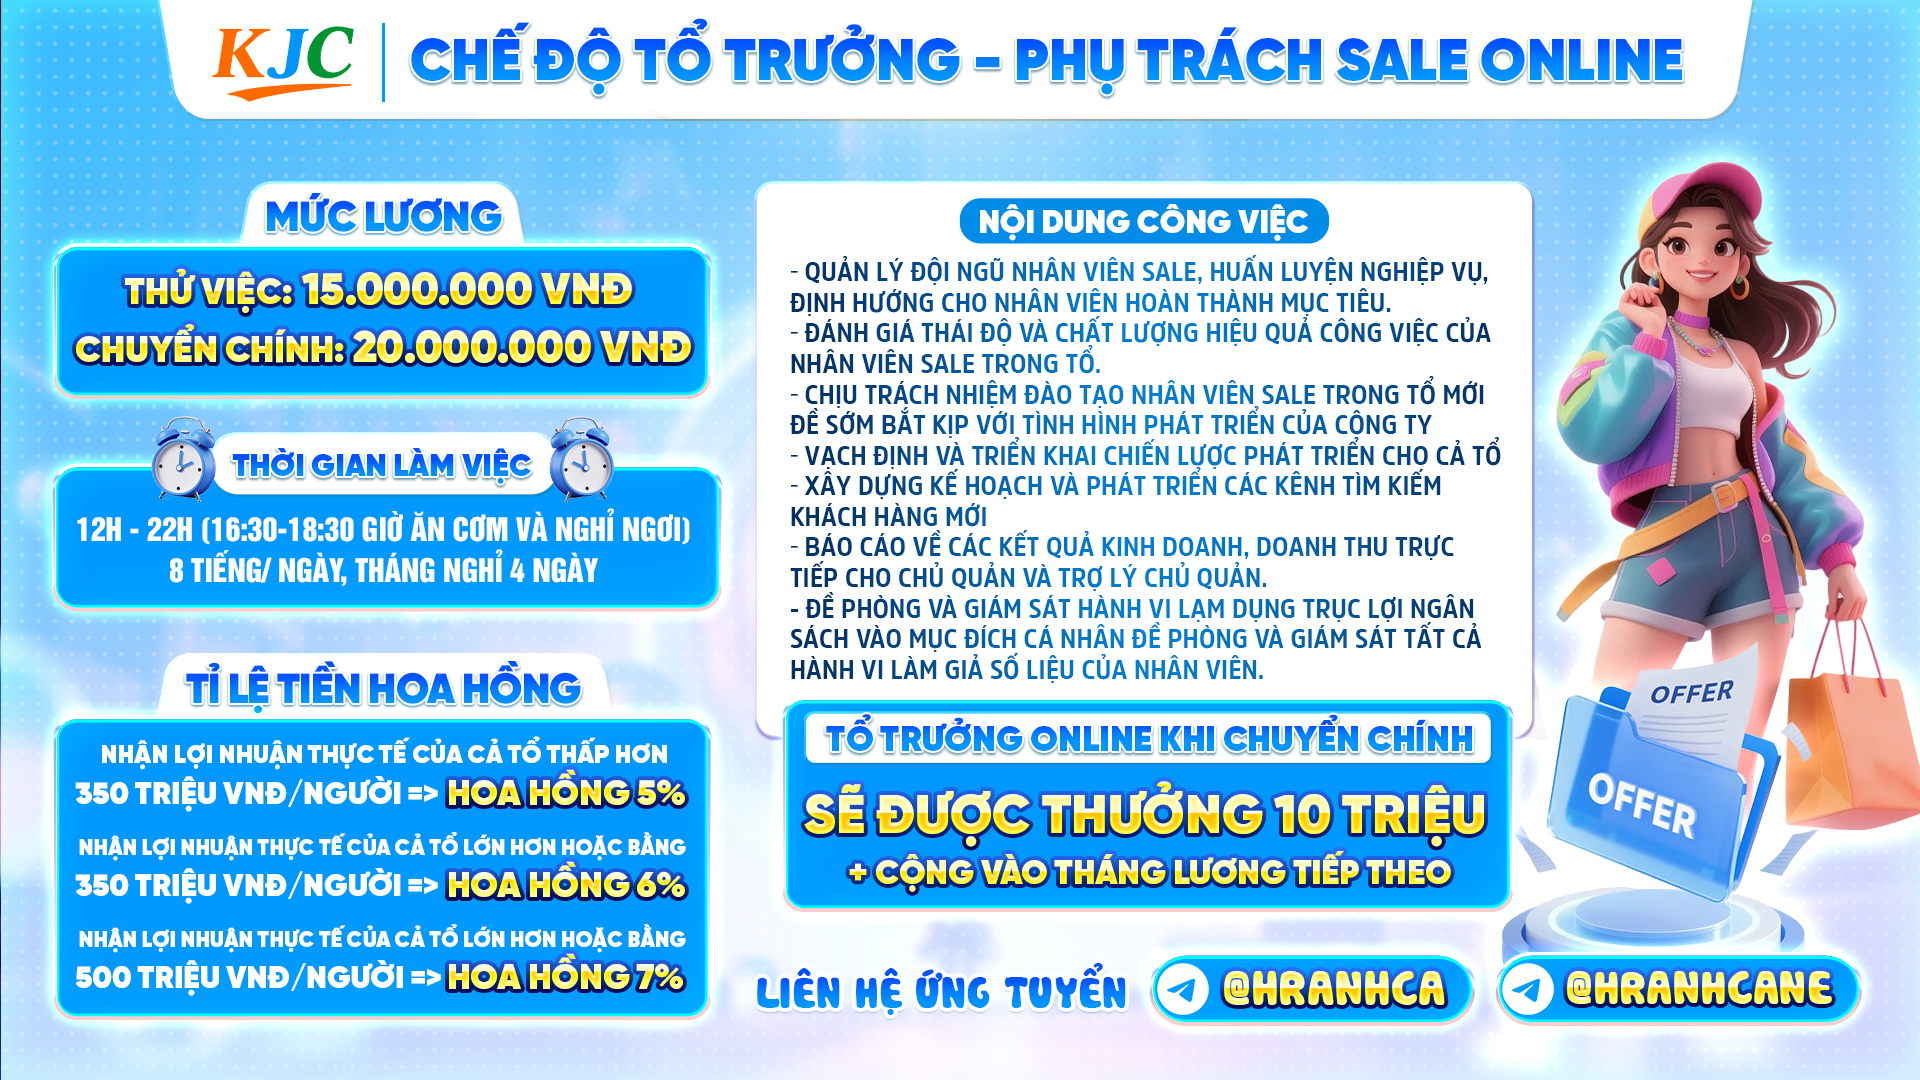 KJC
CHẾ ĐỘ TỔ TRƯỞNG - PHỤ TRÁCH SALE ONLINE
MỨC LƯƠNG
THỬ VIỆC: 15.000.000 VNĐ
CHUYỂN CHÍNH: 20.000.000 VNĐ
THỜI GIAN LÀM VIỆC
12H - 22H (16:30-18:30 GIỜ ĂN CƠM VÀ NGHỈ NGƠI)
8 TIẾNG/ NGÀY, THÁNG NGHỈ 4 NGÀY
TỈ LỆ TIỀN HOA HỒNG
NHẬN LỢI NHUẬN THỰC TẾ CỦA CẢ TỔ THẤP HƠN
350 TRIỆU VNĐ/NGƯỜI => HOA HỒNG 5%
NHẬN LỢI NHUẬN THỰC TẾ CỦA CẢ TỔ LỚN HƠN HOẶC BẰNG
350 TRIỆU VNĐ/NGƯỜI => HOA HỒNG 6%
NHẬN LỢI NHUẬN THỰC TẾ CỦA CẢ TỔ LỚN HƠN HOẶC BẰNG
500 TRIỆU VNĐ/NGƯỜI => HOA HỒNG 7%
NỘI DUNG CÔNG VIỆC
- QUẢN LÝ ĐỘI NGŨ NHÂN VIÊN SALE, HUẤN LUYỆN NGHIỆP VỤ,
ĐỊNH HƯỚNG CHO NHÂN VIÊN HOÀN THÀNH MỤC TIÊU.
- ĐÁNH GIÁ THÁI ĐỘ VÀ CHẤT LƯỢNG HIỆU QUẢ CÔNG VIỆC CỦA
NHÂN VIÊN SALE TRONG TỔ.
- CHỊU TRÁCH NHIỆM ĐÀO TẠO NHÂN VIÊN SALE TRONG TỔ MỚI
ĐỂ SỚM BẮT KỊP VỚI TÌNH HÌNH PHÁT TRIỂN CỦA CÔNG TY
- VẠCH ĐỊNH VÀ TRIỂN KHAI CHIẾN LƯỢC PHÁT TRIỂN CHO CẢ TỔ
- XÂY DỰNG KẾ HOẠCH VÀ PHÁT TRIỂN CÁC KÊNH TÌM KIẾM
KHÁCH HÀNG MỚI
- BÁO CÁO VỀ CÁC KẾT QUẢ KINH DOANH, DOANH THU TRỰC
TIẾP CHO CHỦ QUẢN VÀ TRỢ LÝ CHỦ QUẢN.
- ĐỀ PHÒNG VÀ GIÁM SÁT HÀNH VI LẠM DỤNG TRỤC LỢI NGÂN
SÁCH VÀO MỤC ĐÍCH CÁ NHÂN ĐỀ PHÒNG VÀ GIÁM SÁT TẤT CẢ
HÀNH VI LÀM GIẢ SỐ LIỆU CỦA NHÂN VIÊN.
TỔ TRƯỞNG ONLINE KHI CHUYỂN CHÍNH
SẼ ĐƯỢC THƯỞNG 10 TRIỆU
+ CỘNG VÀO THÁNG LƯƠNG TIẾP THEO
OFFER
OFFER
LIÊN HỆ ỨNG TUYỂN
@HRANHCA
@HRANHCANE